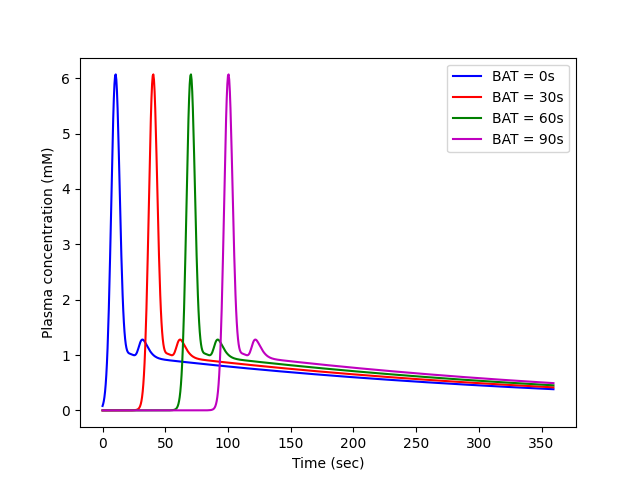 BAT = 0s
BAT = 30s
BAT = 60s
BAT = 90s
6
5
4
3
2
1
0
Plasma concentration (mM)
0 50 100 150 200 250 300 350
Time (sec)